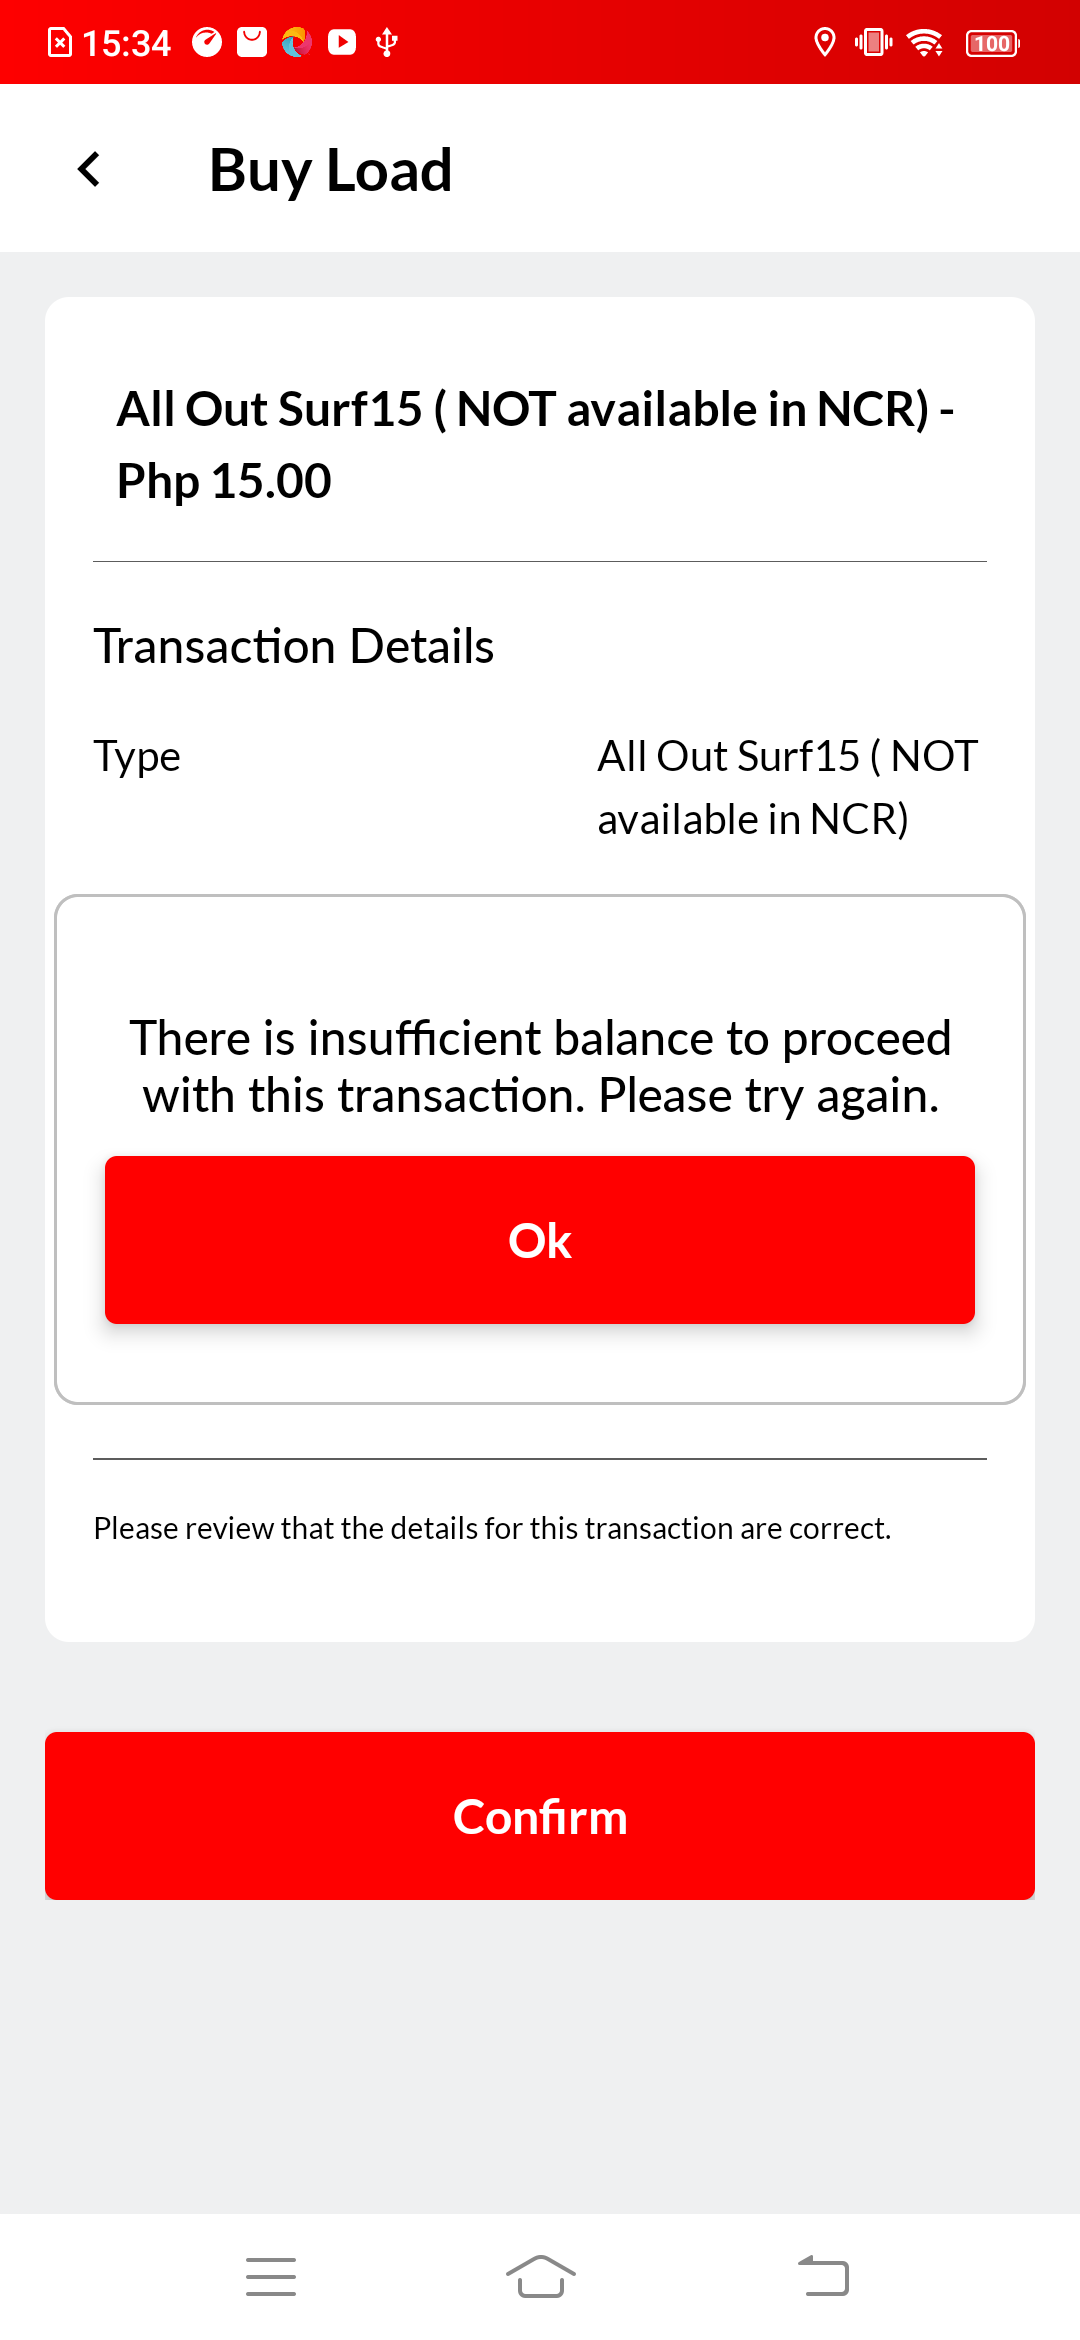 15:34
100
Buy Load
All Out Surf15 ( NOT available in NCR) -
Php 15.00
Transaction Details
Type
All Out Surf15 ( NOT
available in NCR)
There is insufficient balance to proceed
with this transaction. Please try again.
Ok
Please review that the details for this transaction are correct.
Confirm